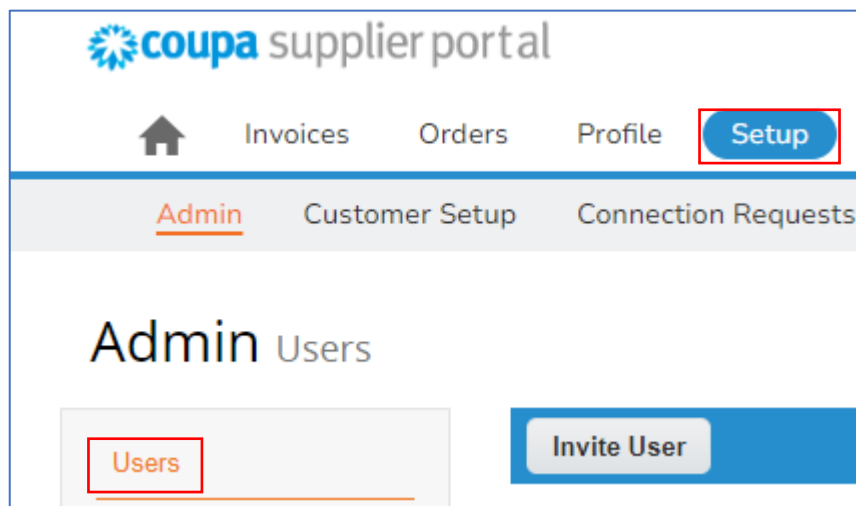 coupa supplier portal
Invoices Orders Profile Setup
Admin Customer Setup Connection Requests
Admin Users
Users
Invite User